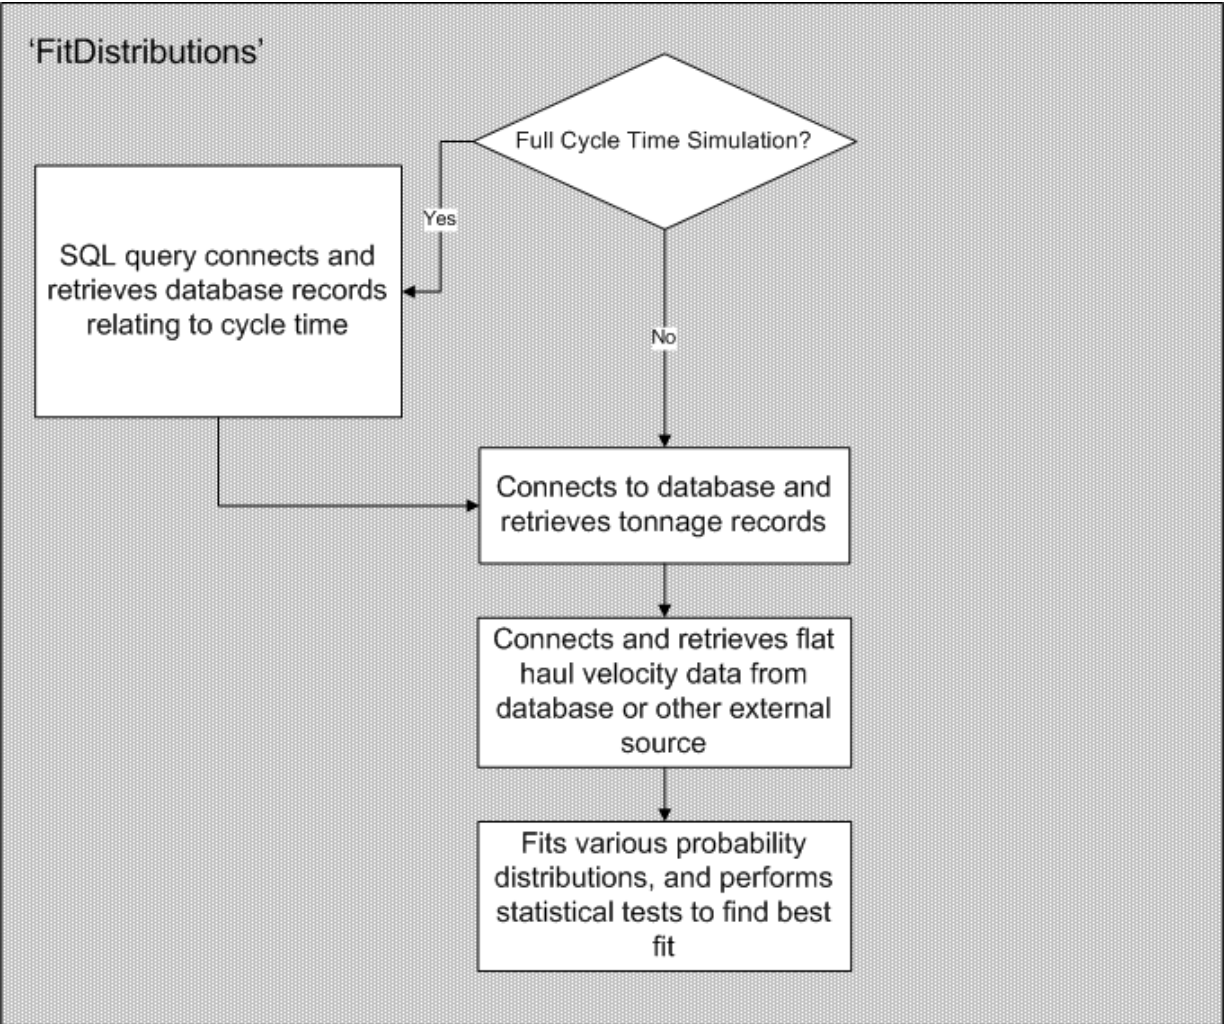 ‘FitDistributions’
Full Cycle Time Simulation?
Yes
SQL query connects and
retrieves database records
relating to cycle time
No
Connects to database and
retrieves tonnage records
Connects and retrieves flat
haul velocity data from
database or other external
source
Fits various probability
distributions, and performs
statistical tests to find best
fit